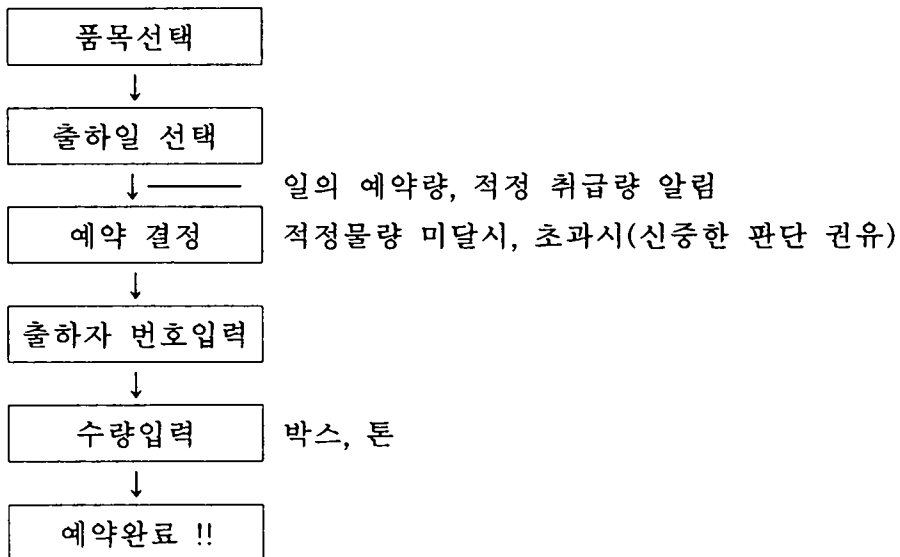 품목선택
↓
출하일 선택
↓ 일의 예약량, 적정 취급량 알림
예약 결정 적정물량 미달시, 초과시(신중한 판단 권유)
↓
출하자 번호입력
↓
수량입력 박스, 톤
↓
예약완료 !!